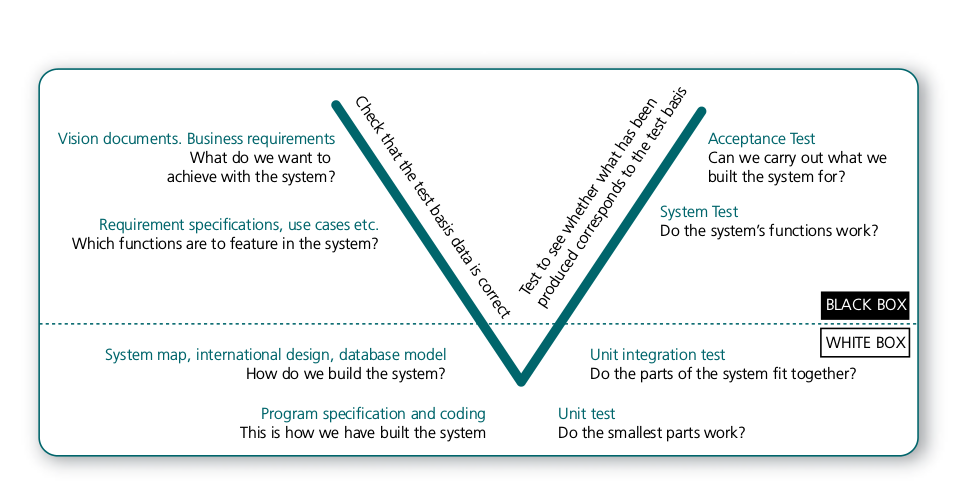 Vision documents. Business requirements
What do we want to
achieve with the system?
Requirement specifications, use cases etc.
Which functions are to feature in the system?
Check that the test basis data is correct
Test to see whether what has been
produced corresponds to the test basis
Acceptance Test
Can we carry out what we
built the system for?
System Test
Do the system's functions work?
BLACK BOX
WHITE BOX
System map, international design, database model
How do we build the system?
Unit integration test
Do the parts of the system fit together?
Program specification and coding
This is how we have built the system
Unit test
Do the smallest parts work?